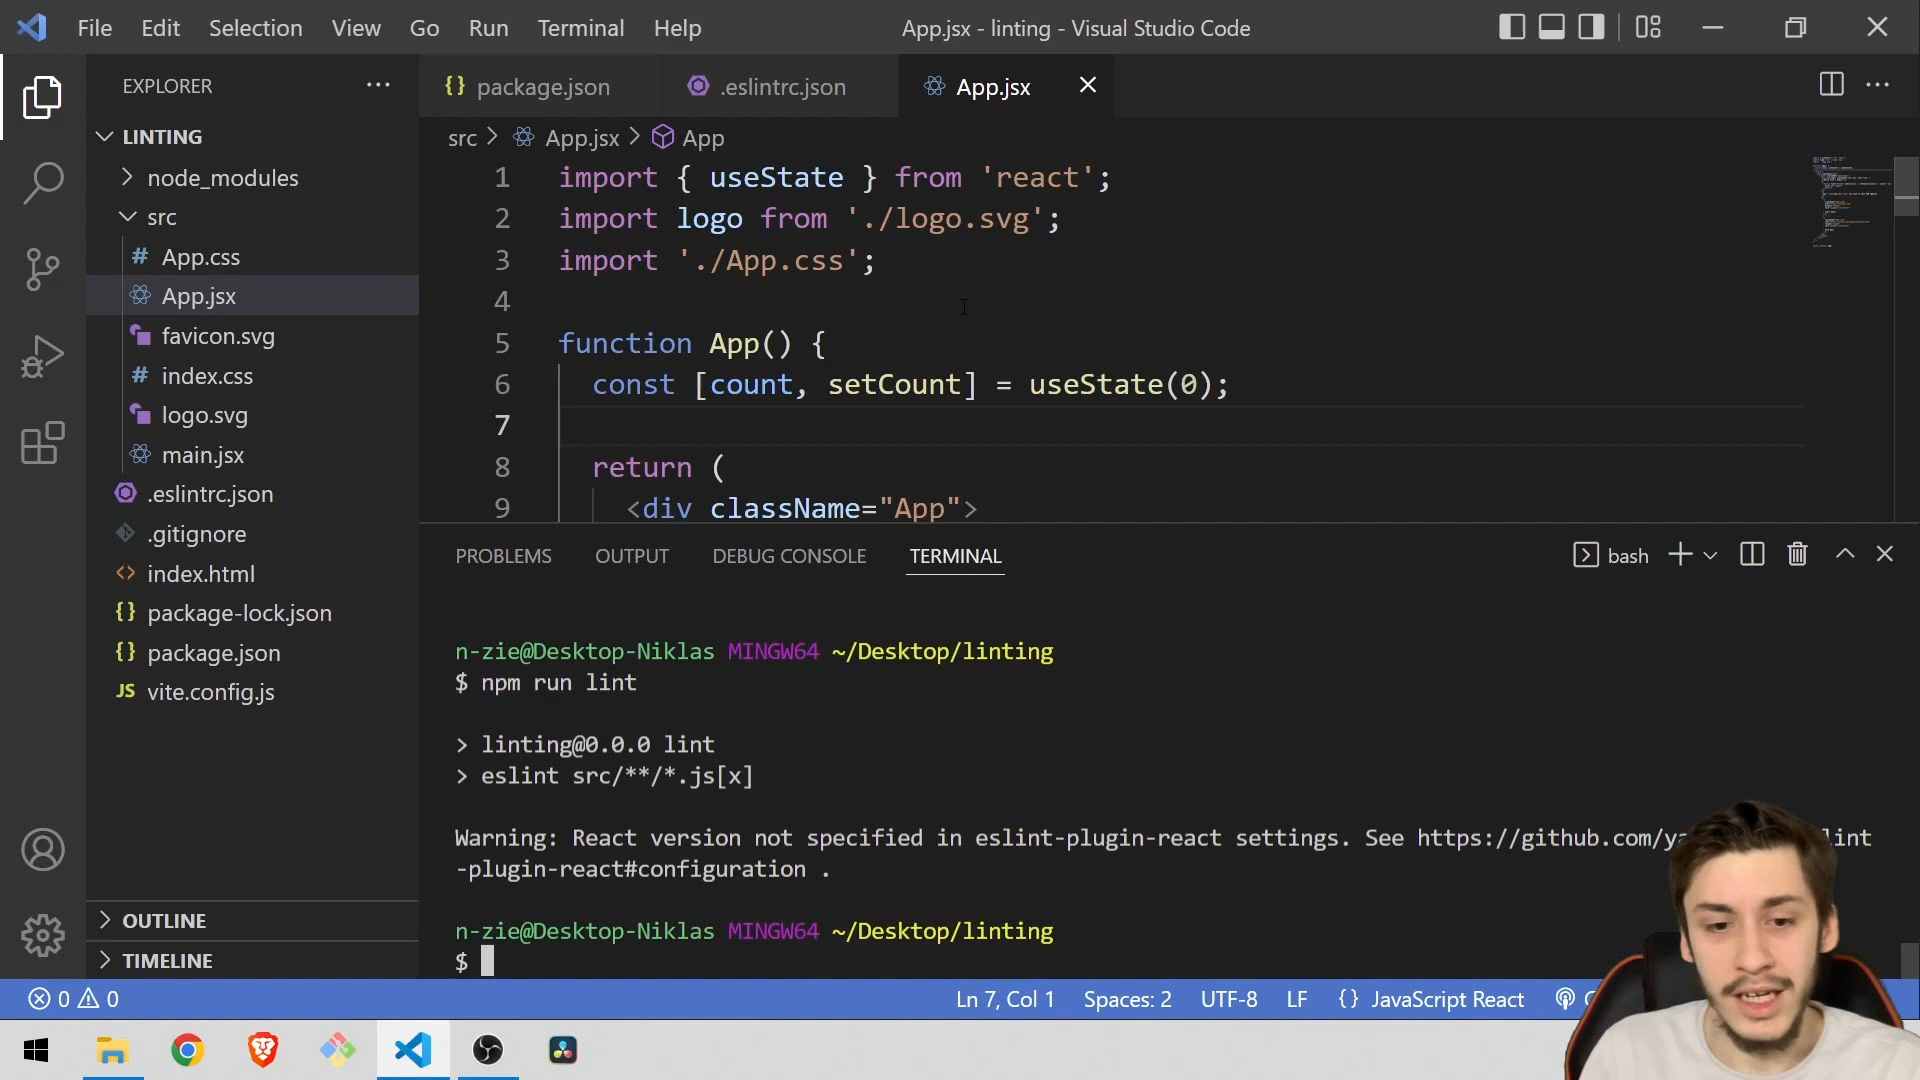 File Edit Selection View Go Run Terminal Help
App.jsx - linting - Visual Studio Code
EXPLORER
LINTING
node_modules
src
# App.css
App.jsx
favicon.svg
# index.css
logo.svg
main.jsx
.eslintrc.json
.gitignore
<> index.html
{} package-lock.json
{} package.json
JS vite.config.js
OUTLINE
TIMELINE
{} package.json
.eslintrc.json
App.jsx
src > App.jsx > App
1 import { useState } from 'react';
2 import logo from './logo.svg';
3 import './App.css';
4
5 function App() {
6 const [count, setCount] = useState(0);
7
8 return (
9 <div className="App">
PROBLEMS OUTPUT DEBUG CONSOLE TERMINAL
bash
n-zie@Desktop-Niklas MINGW64 ~/Desktop/linting
$ npm run lint
> linting@0.0.0 lint
> eslint src/**/*.js[x]
Warning: React version not specified in eslint-plugin-react settings. See https://github.com/ya lint
-plugin-react#configuration .
n-zie@Desktop-Niklas MINGW64 ~/Desktop/linting
$
0 0
Ln 7, Col 1 Spaces: 2 UTF-8 LF {} JavaScript React